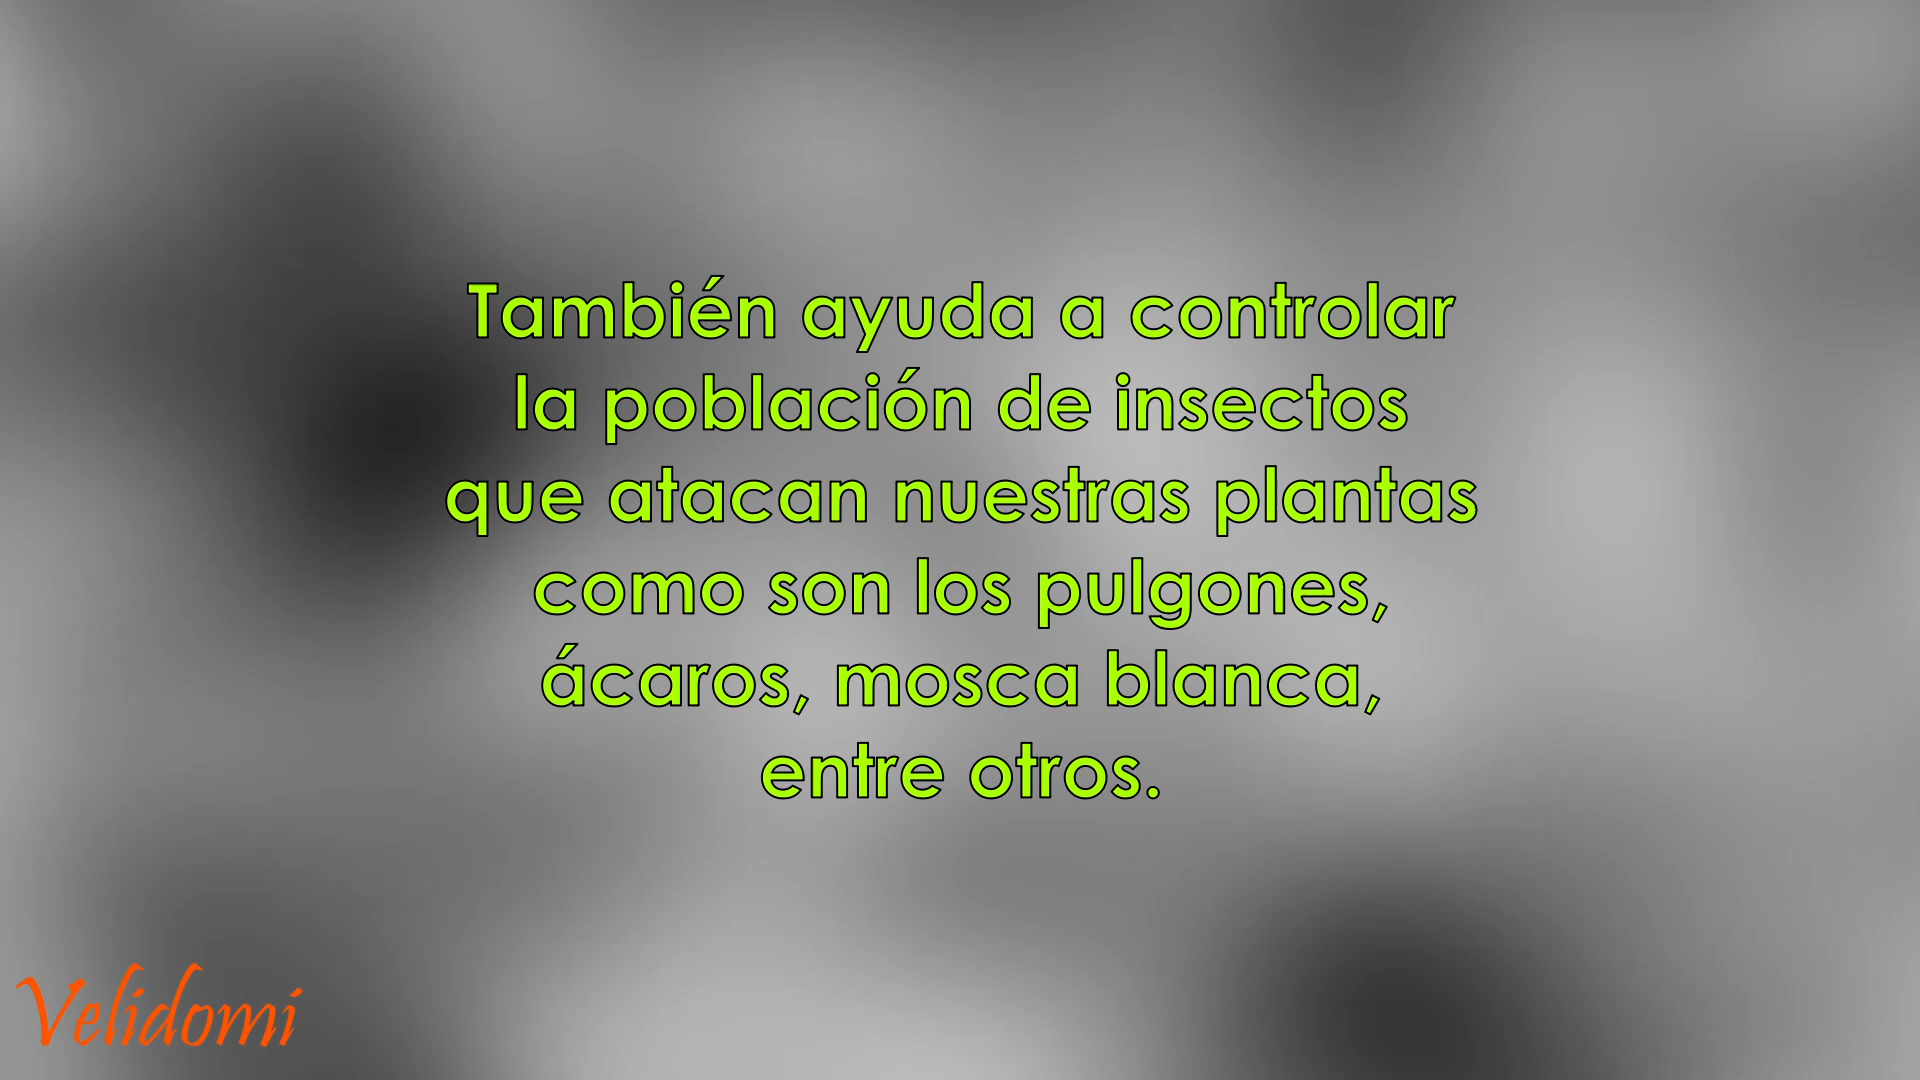 También ayuda a controlar
la población de insectos
que atacan nuestras plantas
como son los pulgones,
ácaros, mosca blanca,
entre otros.
Velidomi